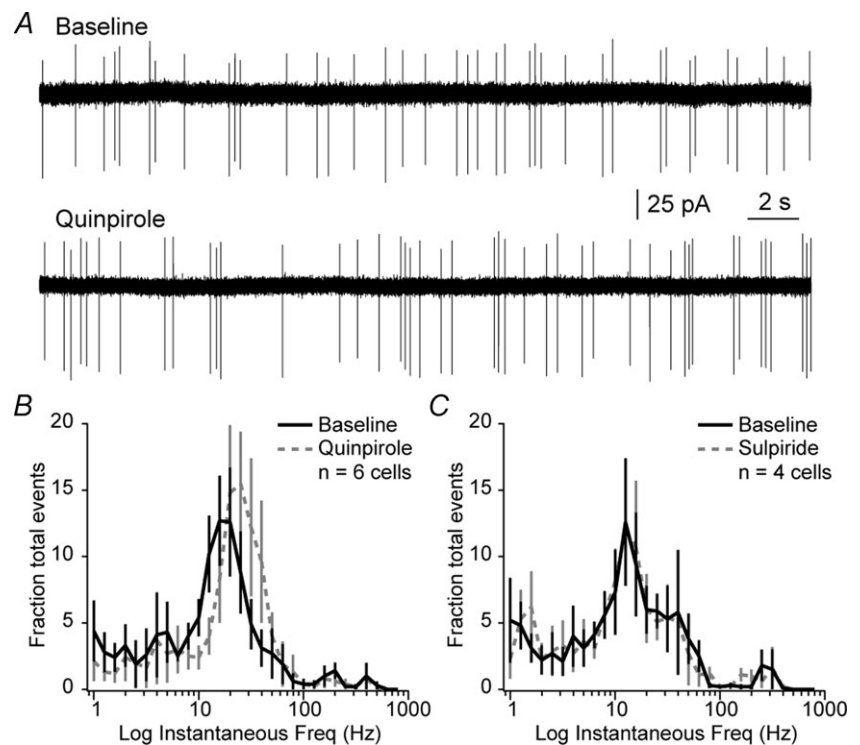 A
Baseline
25 pA
2 s
Quinpirole
B
20
15
10
5
0
Fraction total events
Baseline
Quinpirole
n = 6 cells
1
10
100
1000
Log Instantaneous Freq (Hz)
C
20
15
10
5
0
Fraction total events
Baseline
Sulpiride
n = 4 cells
1
10
100
1000
Log Instantaneous Freq (Hz)